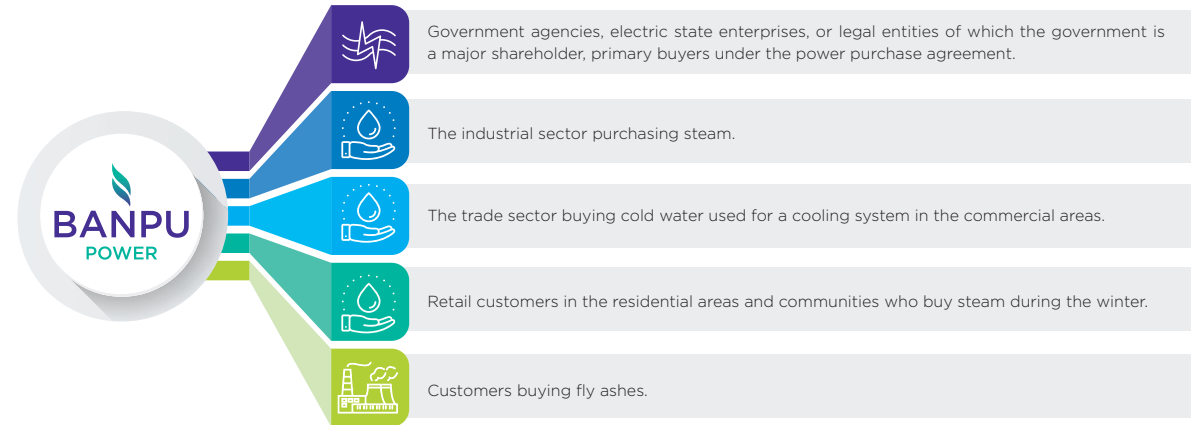 BANPU
POWER
Government agencies, electric state enterprises, or legal entities of which the government is
a major shareholder, primary buyers under the power purchase agreement.
The industrial sector purchasing steam.
The trade sector buying cold water used for a cooling system in the commercial areas.
Retail customers in the residential areas and communities who buy steam during the winter.
Customers buying fly ashes.